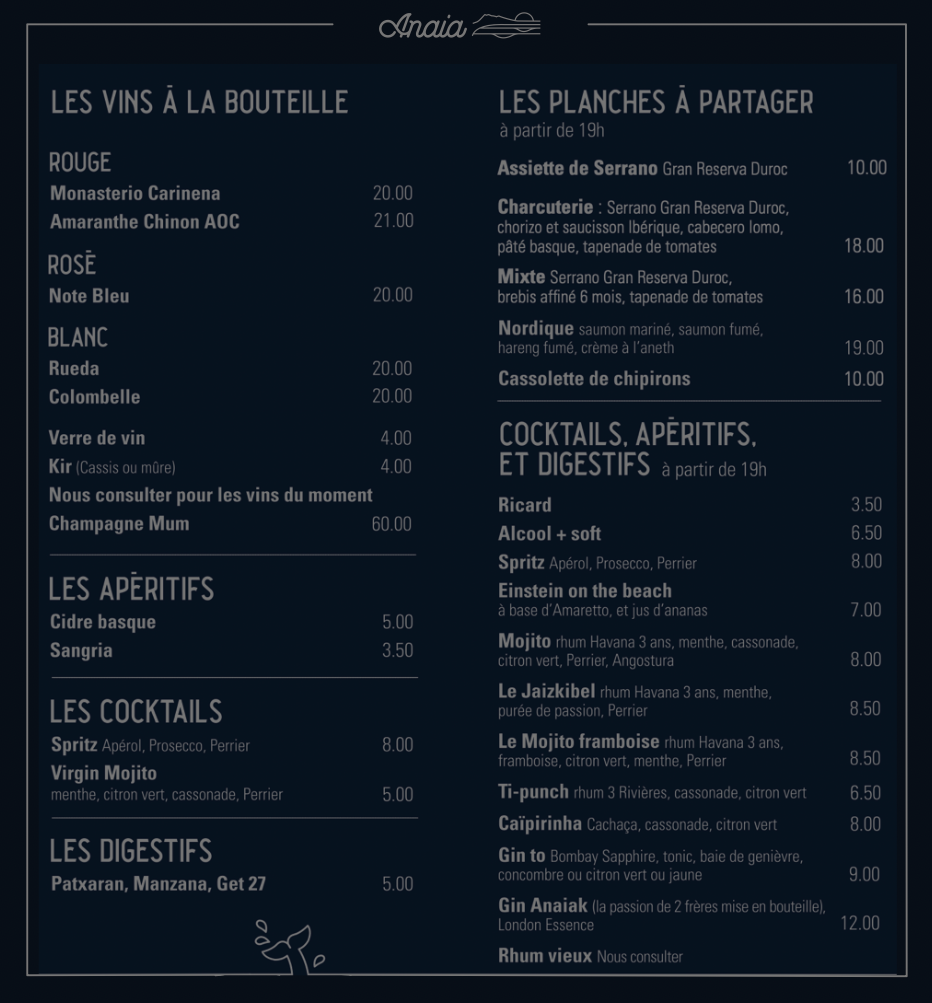 Anaia
LES VINS À LA BOUTEILLE
ROUGE
Monasterio Carinena 20.00
Amaranthe Chinon AOC 21.00
ROSÉ
Note Bleu 20.00
BLANC
Rueda 20.00
Colombelle 20.00
Verre de vin 4.00
Kir (Cassis ou mûre) 4.00
Nous consulter pour les vins du moment
Champagne Mum 60.00
LES APÉRITIFS
Cidre basque 5.00
Sangria 3.50
LES COCKTAILS
Spritz Apérol, Prosecco, Perrier 8.00
Virgin Mojito
menthe, citron vert, cassonade, Perrier 5.00
LES DIGESTIFS
Patxaran, Manzana, Get 27 5.00
LES PLANCHES À PARTAGER
à partir de 19h
Assiette de Serrano Gran Reserva Duroc 10.00
Charcuterie : Serrano Gran Reserva Duroc,
chorizo et saucisson Ibérique, cabecero lomo,
pâté basque, tapenade de tomates 18.00
Mixte Serrano Gran Reserva Duroc,
brebis affiné 6 mois, tapenade de tomates 16.00
Nordique saumon mariné, saumon fumé,
hareng fumé, crème à l'aneth 19.00
Cassolette de chipirons 10.00
COCKTAILS, APÉRITIFS,
ET DIGESTIFS à partir de 19h
Ricard 3.50
Alcool + soft 6.50
Spritz Apérol, Prosecco, Perrier 8.00
Einstein on the beach
à base d'Amaretto, et jus d'ananas 7.00
Mojito rhum Havana 3 ans, menthe, cassonade,
citron vert, Perrier, Angostura 8.00
Le Jaizkibel rhum Havana 3 ans, menthe,
purée de passion, Perrier 8.50
Le Mojito framboise rhum Havana 3 ans,
framboise, citron vert, menthe, Perrier 8.50
Ti-punch rhum 3 Rivières, cassonade, citron vert 6.50
Caïpirinha Cachaça, cassonade, citron vert 8.00
Gin to Bombay Sapphire, tonic, baie de genièvre,
concombre ou citron vert ou jaune 9.00
Gin Anaiak (la passion de 2 frères mise en bouteille),
London Essence 12.00
Rhum vieux Nous consulter